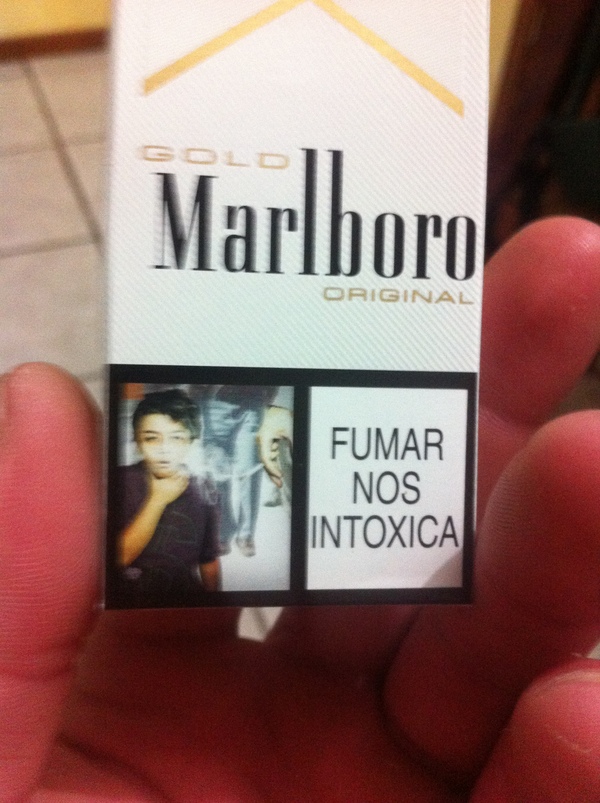 GOLD
Marlboro
ORIGINAL
FUMAR
NOS
INTOXICA